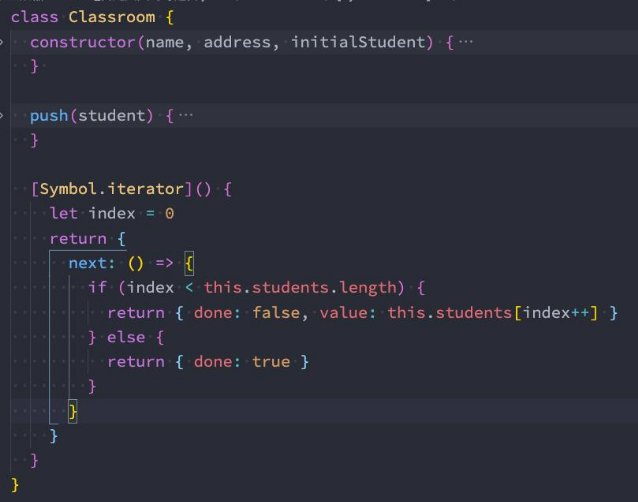 class Classroom {
  constructor(name, address, initialStudent) { ···
  }

  push(student) { ···
  }

  [Symbol.iterator]() {
    let index = 0
    return {
      next: () => {
        if (index < this.students.length) {
          return { done: false, value: this.students[index++] }
        } else {
          return { done: true }
        }
      }
    }
  }
}